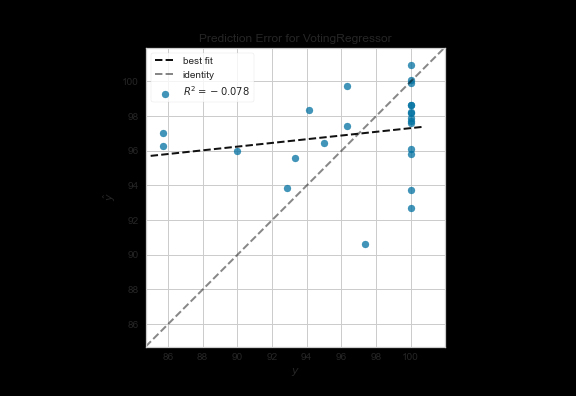 Prediction Error for VotingRegressor
best fit
identity
R² = −0.078
100
98
96
94
92
90
88
86
ŷ
86 88 90 92 94 96 98 100
y